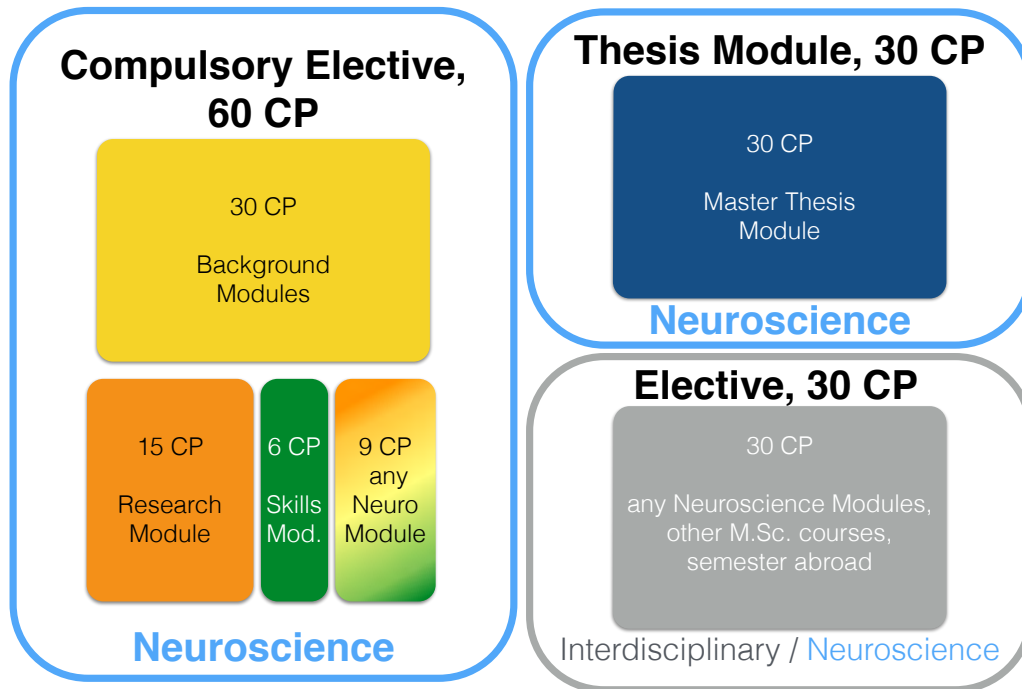 Compulsory Elective,
60 CP
30 CP
Background
Modules
15 CP
Research
Module
6 CP
Skills
Mod.
9 CP
any
Neuro
Module
Neuroscience
Thesis Module, 30 CP
30 CP
Master Thesis
Module
Neuroscience
Elective, 30 CP
30 CP
any Neuroscience Modules,
other M.Sc. courses,
semester abroad
Interdisciplinary / Neuroscience